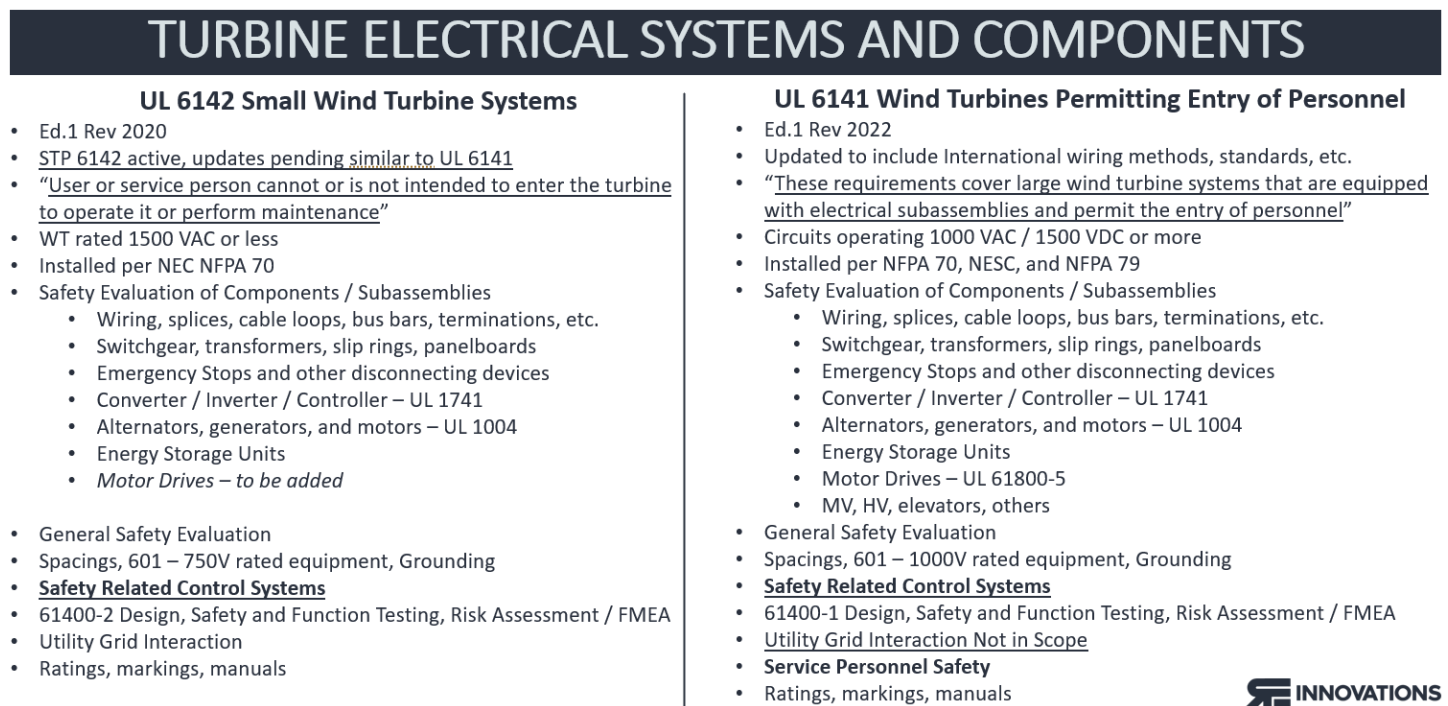 TURBINE ELECTRICAL SYSTEMS AND COMPONENTS
UL 6142 Small Wind Turbine Systems
• Ed.1 Rev 2020
• STP 6142 active, updates pending similar to UL 6141
• “User or service person cannot or is not intended to enter the turbine
to operate it or perform maintenance”
• WT rated 1500 VAC or less
• Installed per NEC NFPA 70
• Safety Evaluation of Components / Subassemblies
• Wiring, splices, cable loops, bus bars, terminations, etc.
• Switchgear, transformers, slip rings, panelboards
• Emergency Stops and other disconnecting devices
• Converter / Inverter / Controller – UL 1741
• Alternators, generators, and motors – UL 1004
• Energy Storage Units
• Motor Drives – to be added
• General Safety Evaluation
• Spacings, 601 – 750V rated equipment, Grounding
• Safety Related Control Systems
• 61400-2 Design, Safety and Function Testing, Risk Assessment / FMEA
• Utility Grid Interaction
• Ratings, markings, manuals
UL 6141 Wind Turbines Permitting Entry of Personnel
• Ed.1 Rev 2022
• Updated to include International wiring methods, standards, etc.
• “These requirements cover large wind turbine systems that are equipped
with electrical subassemblies and permit the entry of personnel”
• Circuits operating 1000 VAC / 1500 VDC or more
• Installed per NFPA 70, NESC, and NFPA 79
• Safety Evaluation of Components / Subassemblies
• Wiring, splices, cable loops, bus bars, terminations, etc.
• Switchgear, transformers, slip rings, panelboards
• Emergency Stops and other disconnecting devices
• Converter / Inverter / Controller – UL 1741
• Alternators, generators, and motors – UL 1004
• Energy Storage Units
• Motor Drives – UL 61800-5
• MV, HV, elevators, others
• General Safety Evaluation
• Spacings, 601 – 1000V rated equipment, Grounding
• Safety Related Control Systems
• 61400-1 Design, Safety and Function Testing, Risk Assessment / FMEA
• Utility Grid Interaction Not in Scope
• Service Personnel Safety
• Ratings, markings, manuals
INNOVATIONS